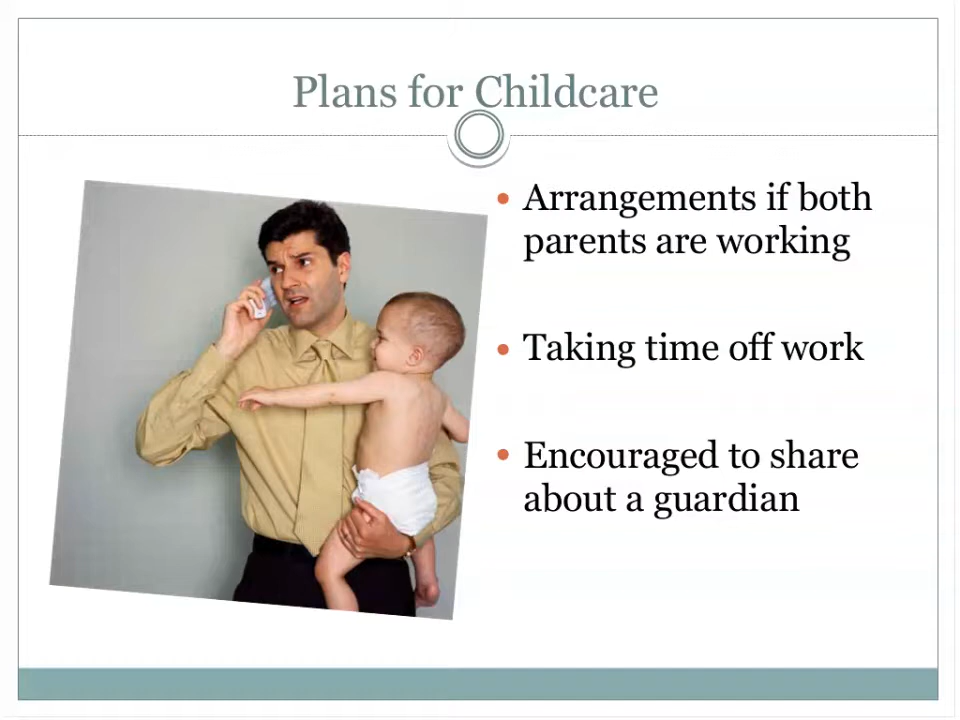 Plans for Childcare
Arrangements if both
parents are working
Taking time off work
Encouraged to share
about a guardian